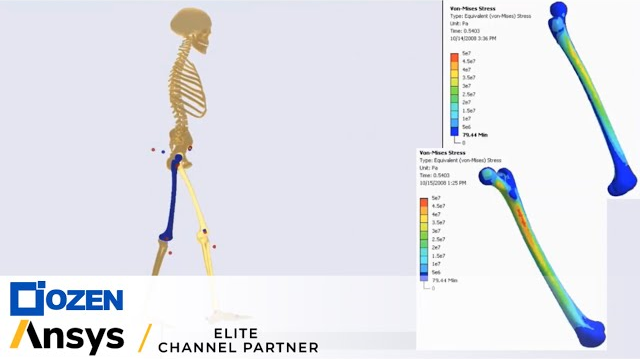 Von-Mises Stress
Type: Equivalent (von-Mises) Stress
Unit: Pa
Time: 0.5403
10/14/2008 3:36 PM
5e7
4.5e7
4e7
3.5e7
3e7
2.5e7
2e7
1.5e7
1e7
5e6
79.44 Min
0
Von-Mises Stress
Type: Equivalent (von-Mises) Stress
Unit: Pa
Time: 0.5403
10/15/2008 1:25 PM
5e7
4.5e7
4e7
3.5e7
3e7
2.5e7
2e7
1.5e7
1e7
5e6
79.44 Min
0
OZEN
Ansys
/ ELITE
CHANNEL PARTNER